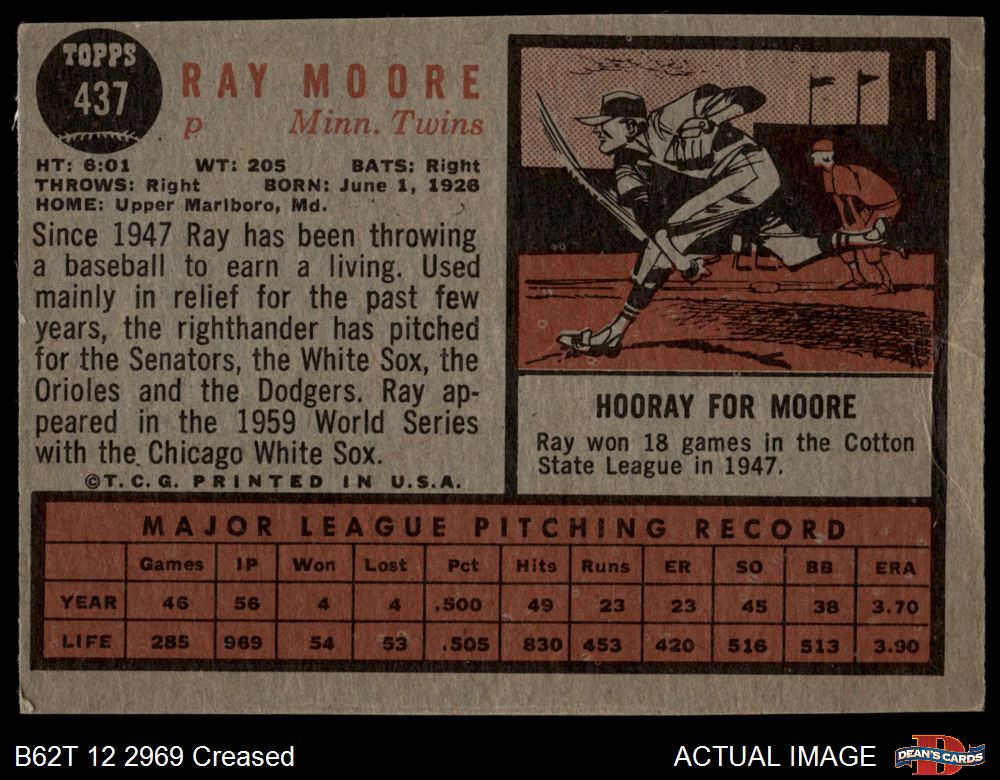 TOPPS
437
RAY MOORE
p Minn. Twins
HT: 6:01 WT: 205 BATS: Right
THROWS: Right BORN: June 1, 1926
HOME: Upper Marlboro, Md.
Since 1947 Ray has been throwing
a baseball to earn a living. Used
mainly in relief for the past few
years, the righthander has pitched
for the Senators, the White Sox, the
Orioles and the Dodgers. Ray ap-
peared in the 1959 World Series
with the Chicago White Sox.
©T.C.G. PRINTED IN U.S.A.
HOORAY FOR MOORE
Ray won 18 games in the Cotton
State League in 1947.
MAJOR LEAGUE PITCHING RECORD
Games IP Won Lost Pct Hits Runs ER SO BB ERA
YEAR 46 56 4 4 .500 49 23 23 45 38 3.70
LIFE 285 969 54 53 .505 830 453 420 516 513 3.90
B62T 12 2969 Creased
ACTUAL IMAGE
DEAN'S CARDS